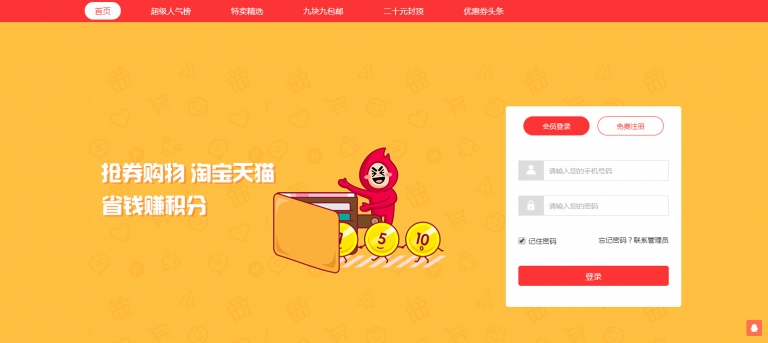 首页 超级人气榜 特卖精选 九块九包邮 二十元封顶 优惠券头条
抢券购物 淘宝天猫
省钱赚积分
5 10
会员登录 免费注册
请输入您的手机号码
请输入您的密码
记住密码 忘记密码？联系管理员
登录